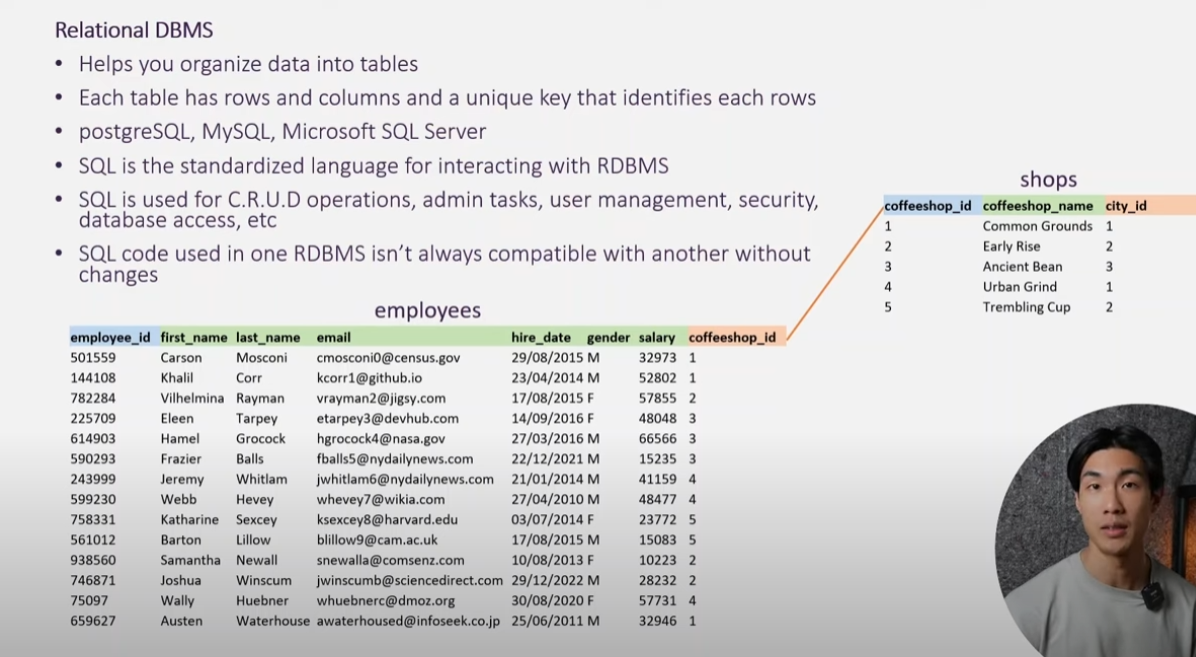 Relational DBMS
• Helps you organize data into tables
• Each table has rows and columns and a unique key that identifies each rows
• postgreSQL, MySQL, Microsoft SQL Server
• SQL is the standardized language for interacting with RDBMS
• SQL is used for C.R.U.D operations, admin tasks, user management, security,
database access, etc
• SQL code used in one RDBMS isn't always compatible with another without
changes
shops
coffeeshop_id coffeeshop_name city_id
1 Common Grounds 1
2 Early Rise 2
3 Ancient Bean 3
4 Urban Grind 1
5 Trembling Cup 2
employees
employee_id first_name last_name email hire_date gender salary coffeeshop_id
501559 Carson Mosconi cmosconi0@census.gov 29/08/2015 M 32973 1
144108 Khalil Corr kcorr1@github.io 23/04/2014 M 52802 1
782284 Vilhelmina Rayman vrayman2@jigsy.com 17/08/2015 F 57855 2
225709 Eleen Tarpey etarpey3@devhub.com 14/09/2016 F 48048 3
614903 Hamel Grocock hgrocock4@nasa.gov 27/03/2016 M 66566 3
590293 Frazier Balls fballs5@nydailynews.com 22/12/2021 M 15235 3
243999 Jeremy Whitlam jwhitlam6@nydailynews.com 21/01/2014 M 41159 4
599230 Webb Hevey whevey7@wikia.com 27/04/2010 M 48477 4
758331 Katharine Sexcey ksexcey8@harvard.edu 03/07/2014 F 23772 5
561012 Barton Lillow blillow9@cam.ac.uk 17/08/2015 M 15083 5
938560 Samantha Newall snewalla@comsenz.com 10/08/2013 F 10223 2
746871 Joshua Winscum jwinscumb@sciencedirect.com 29/12/2022 M 28232 2
75097 Wally Huebner whuebnerc@dmoz.org 30/08/2020 F 57731 4
659627 Austen Waterhouse awaterhoused@infoseek.co.jp 25/06/2011 M 32946 1